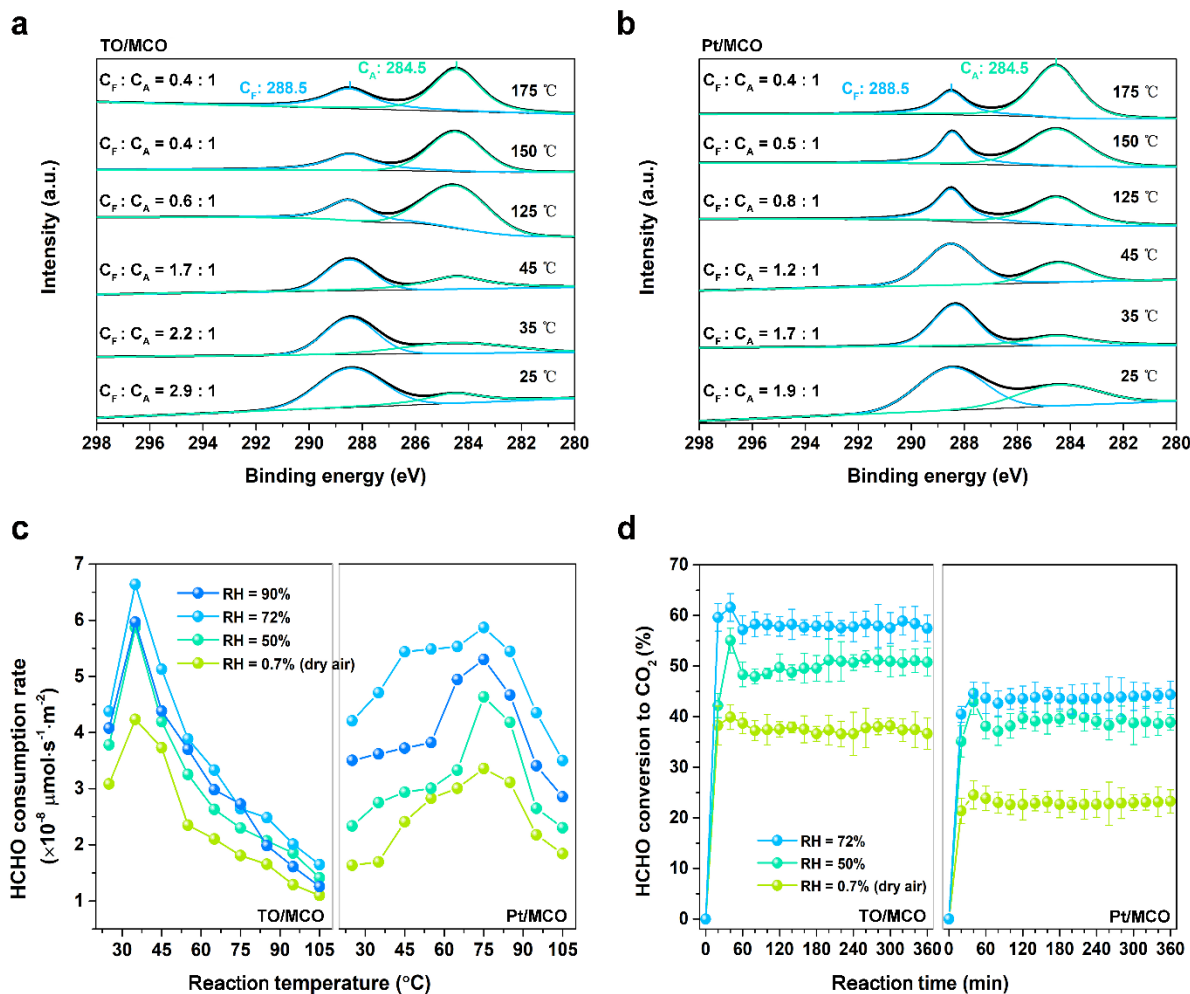 a
TO/MCO
C_F : C_A = 0.4 : 1
C_F: 288.5
C_A: 284.5
175 ℃
C_F : C_A = 0.4 : 1
150 ℃
C_F : C_A = 0.6 : 1
125 ℃
C_F : C_A = 1.7 : 1
45 ℃
C_F : C_A = 2.2 : 1
35 ℃
C_F : C_A = 2.9 : 1
25 ℃
Intensity (a.u.)
298 296 294 292 290 288 286 284 282 280
Binding energy (eV)
b
Pt/MCO
C_F : C_A = 0.4 : 1
C_F: 288.5
C_A: 284.5
175 ℃
C_F : C_A = 0.5 : 1
150 ℃
C_F : C_A = 0.8 : 1
125 ℃
C_F : C_A = 1.2 : 1
45 ℃
C_F : C_A = 1.7 : 1
35 ℃
C_F : C_A = 1.9 : 1
25 ℃
Intensity (a.u.)
298 296 294 292 290 288 286 284 282 280
Binding energy (eV)
c
HCHO consumption rate
(×10⁻⁸ μmol·s⁻¹·m⁻²)
7
6
5
4
3
2
1
RH = 90%
RH = 72%
RH = 50%
RH = 0.7% (dry air)
TO/MCO
Pt/MCO
30 45 60 75 90 105 30 45 60 75 90 105
Reaction temperature (°C)
d
HCHO conversion to CO₂ (%)
70
60
50
40
30
20
10
0
RH = 72%
RH = 50%
RH = 0.7% (dry air)
TO/MCO
Pt/MCO
0 60 120 180 240 300 360 0 60 120 180 240 300 360
Reaction time (min)